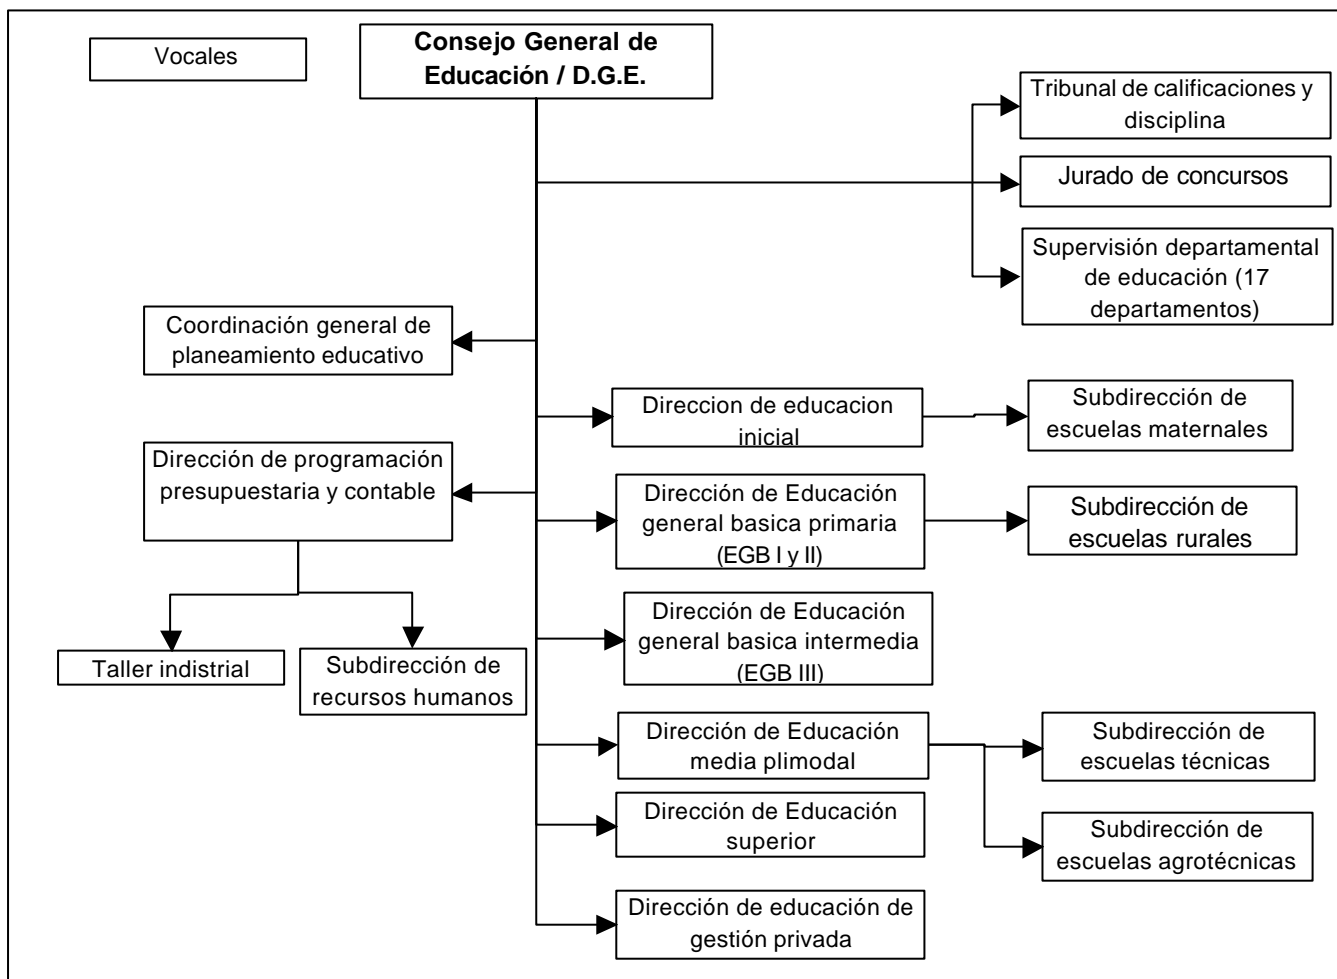 Vocales
Consejo General de
Educación / D.G.E.
Tribunal de calificaciones y
disciplina
Jurado de concursos
Supervisión departamental
de educación (17
departamentos)
Coordinación general de
planeamiento educativo
Direccion de educacion
inicial
Subdirección de
escuelas maternales
Dirección de programación
presupuestaria y contable
Dirección de Educación
general basica primaria
(EGB I y II)
Subdirección de
escuelas rurales
Dirección de Educación
general basica intermedia
(EGB III)
Taller indistrial
Subdirección de
recursos humanos
Dirección de Educación
media plimodal
Subdirección de
escuelas técnicas
Dirección de Educación
superior
Subdirección de
escuelas agrotécnicas
Dirección de educación de
gestión privada